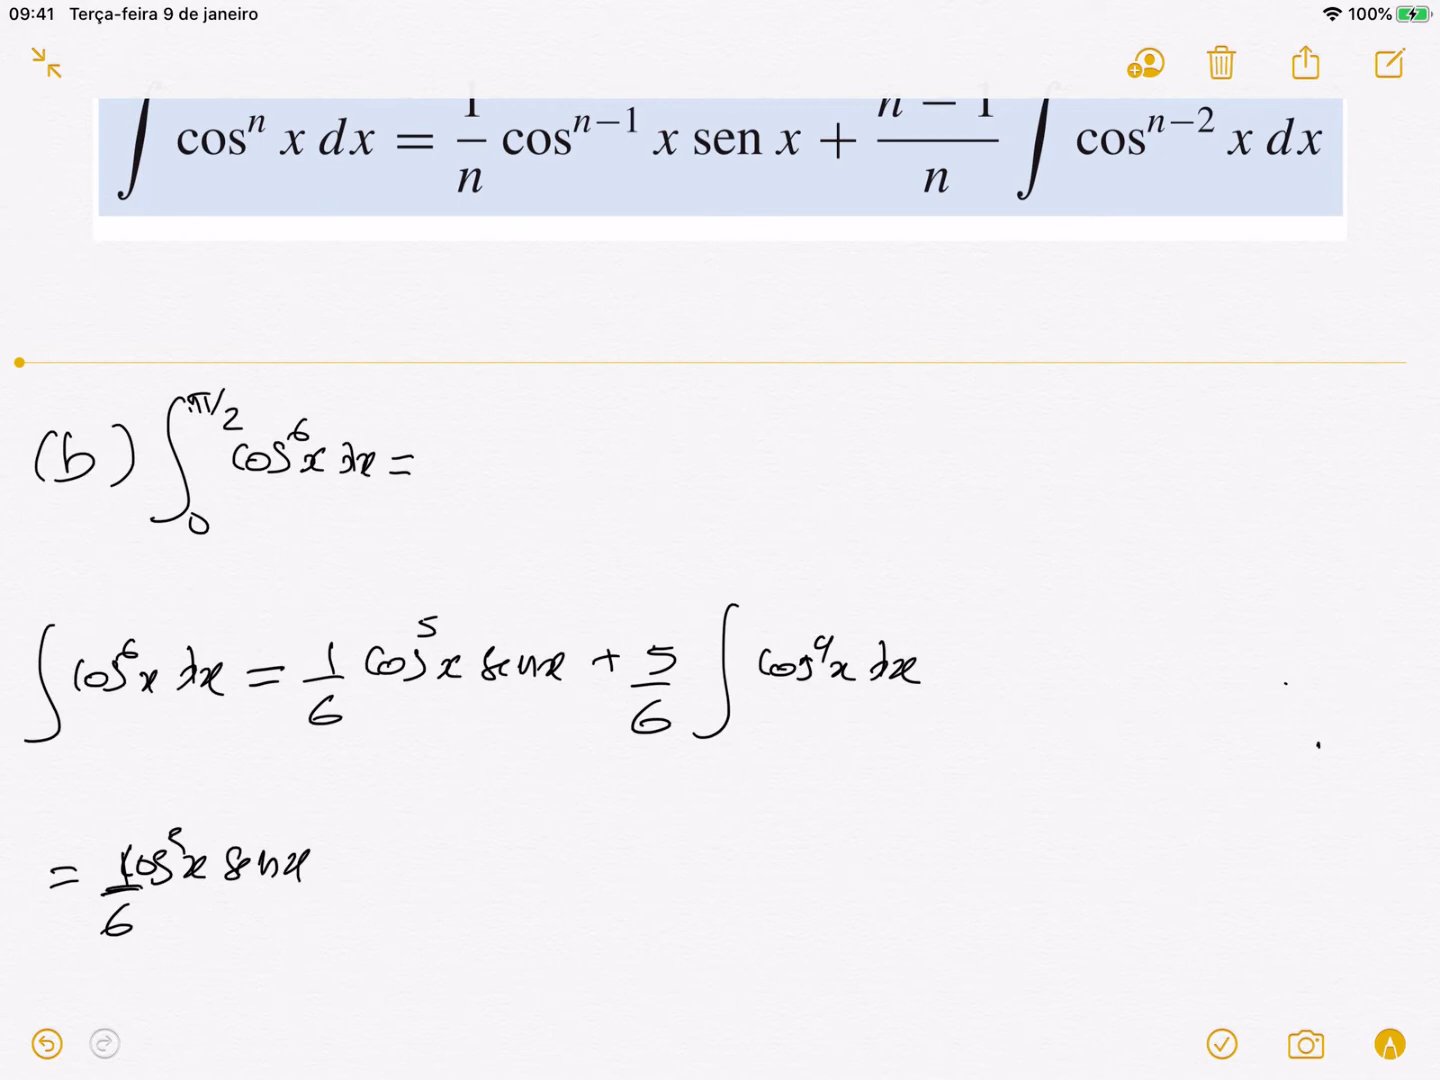 09:41 Terça-feira 9 de janeiro 100%
∫ cosⁿ x dx = 1/n cosⁿ⁻¹ x sen x + n − 1/n ∫ cosⁿ⁻² x dx
(b) ∫₀^π/2 cos⁶x dx =
∫ cos⁶x dx = 1/6 cos⁵x senx + 5/6 ∫ cos⁴x dx
= 1/6 cos⁵x senx